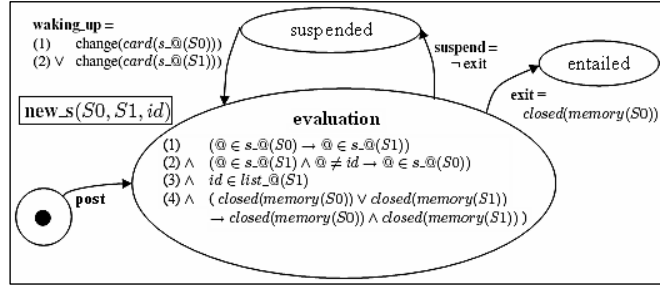 waking_up =
(1) change(card(s_@(S0)))
(2) ∨ change(card(s_@(S1)))
suspended
suspend =
¬ exit
entailed
exit =
closed(memory(S0))
new_s(S0, S1, id)
evaluation
(1) (@ ∈ s_@(S0) → @ ∈ s_@(S1))
(2) ∧ (@ ∈ s_@(S1) ∧ @ ≠ id → @ ∈ s_@(S0))
(3) ∧ id ∈ list_@(S1)
(4) ∧ (closed(memory(S0)) ∨ closed(memory(S1))
→ closed(memory(S0)) ∧ closed(memory(S1)))
post